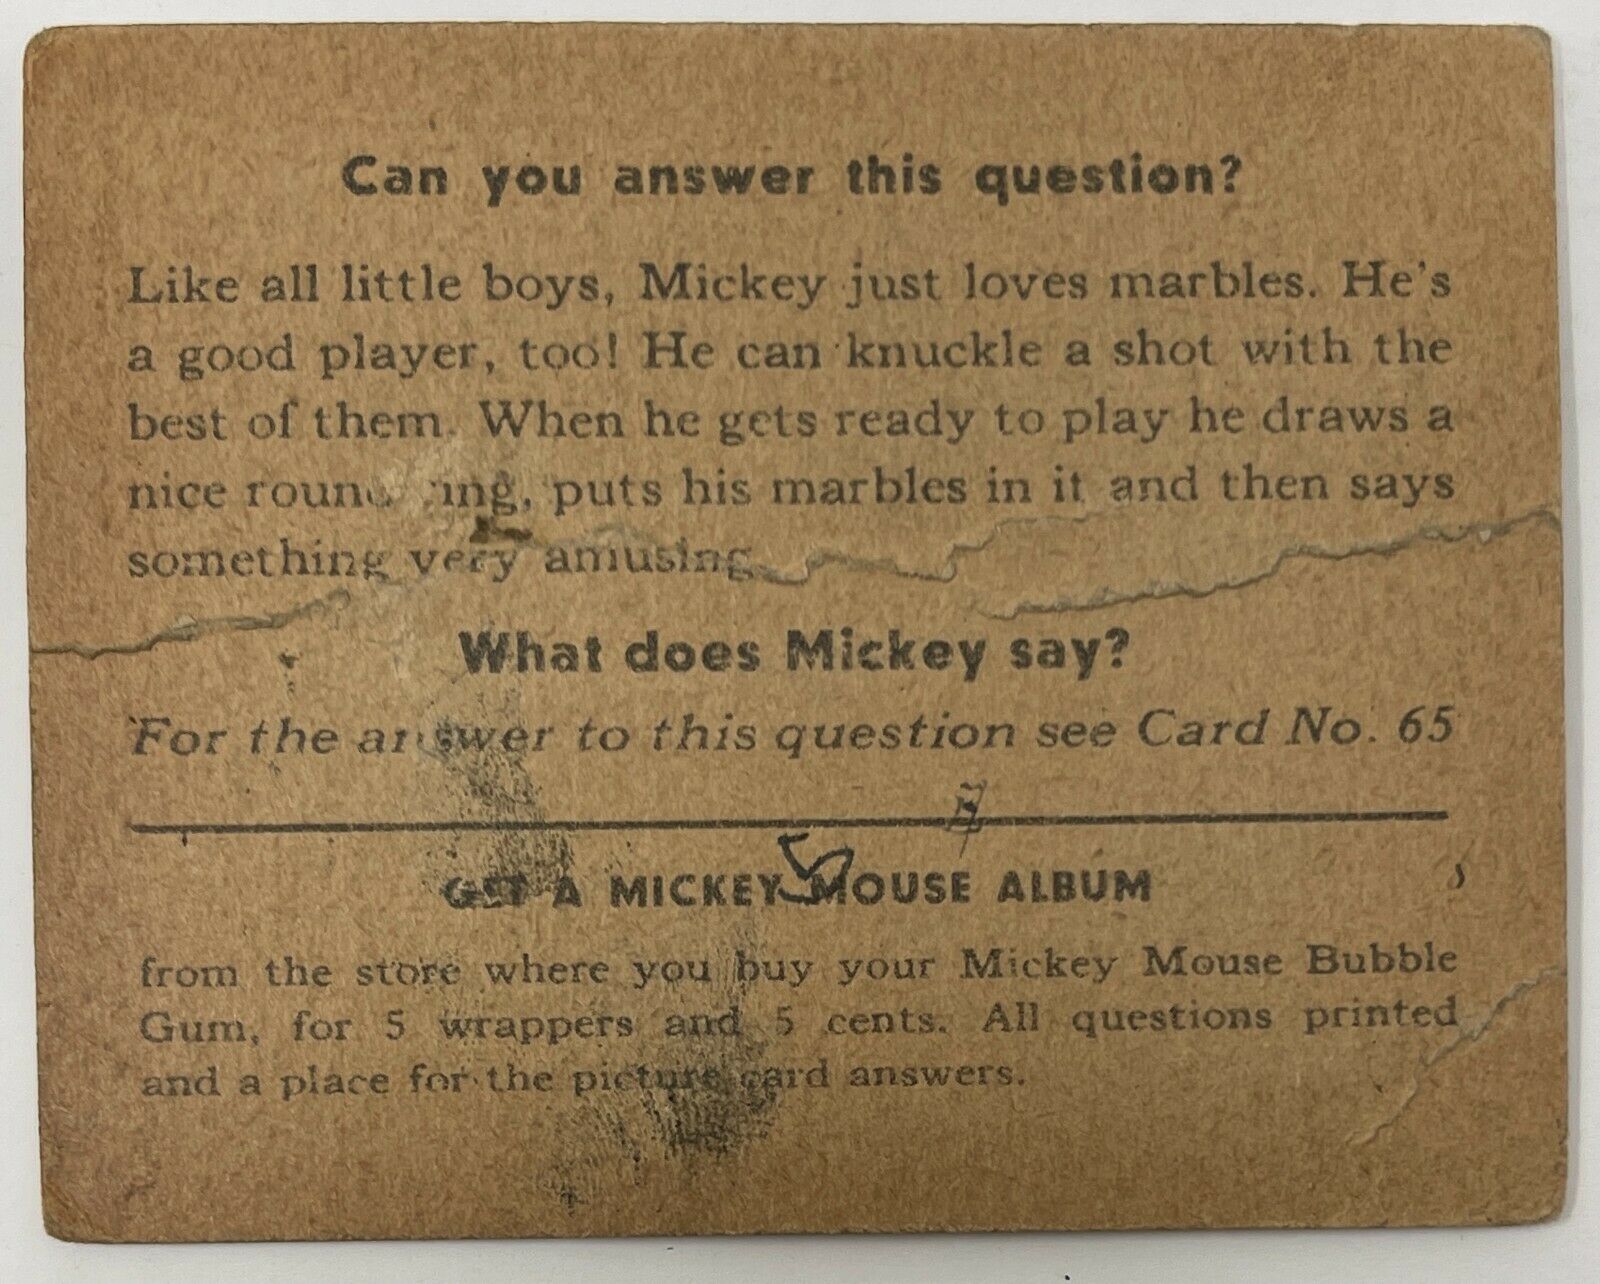 Can you answer this question?
Like all little boys, Mickey just loves marbles. He's
a good player, too! He can knuckle a shot with the
best of them. When he gets ready to play he draws a
nice round ring, puts his marbles in it and then says
something very amusing.
What does Mickey say?
For the answer to this question see Card No. 65
5
GET A MICKEY MOUSE ALBUM
from the store where you buy your Mickey Mouse Bubble
Gum, for 5 wrappers and 5 cents. All questions printed
and a place for the picture card answers.